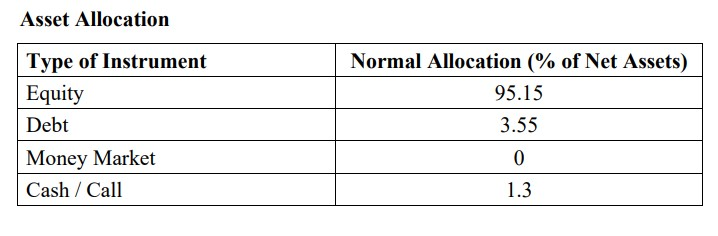 Asset Allocation
Type of Instrument Normal Allocation (% of Net Assets)
Equity 95.15
Debt 3.55
Money Market 0
Cash / Call 1.3